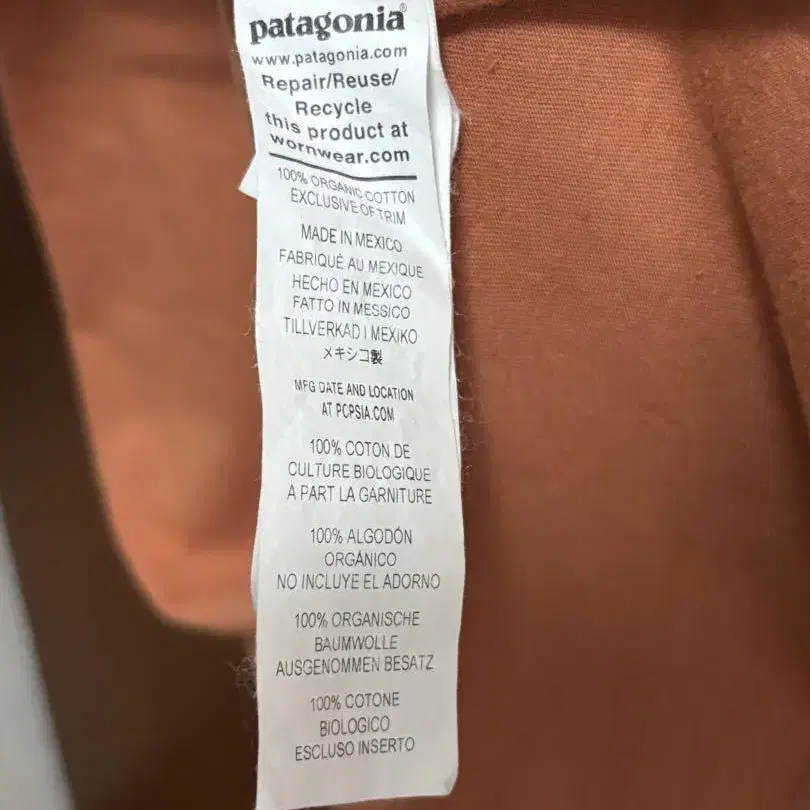 patagonia®
www.patagonia.com
Repair/Reuse/
Recycle
this product at
wornwear.com
100% ORGANIC COTTON
EXCLUSIVE OF TRIM
MADE IN MEXICO
FABRIQUÉ AU MEXIQUE
HECHO EN MEXICO
FATTO IN MESSICO
TILLVERKAD I MEXIKO
メキシコ製
MFG DATE AND LOCATION
AT PCPSIA.COM
100% COTON DE
CULTURE BIOLOGIQUE
A PART LA GARNITURE
100% ALGODÓN
ORGÁNICO
NO INCLUYE EL ADORNO
100% ORGANISCHE
BAUMWOLLE
AUSGENOMMEN BESATZ
100% COTONE
BIOLOGICO
ESCLUSO INSERTO